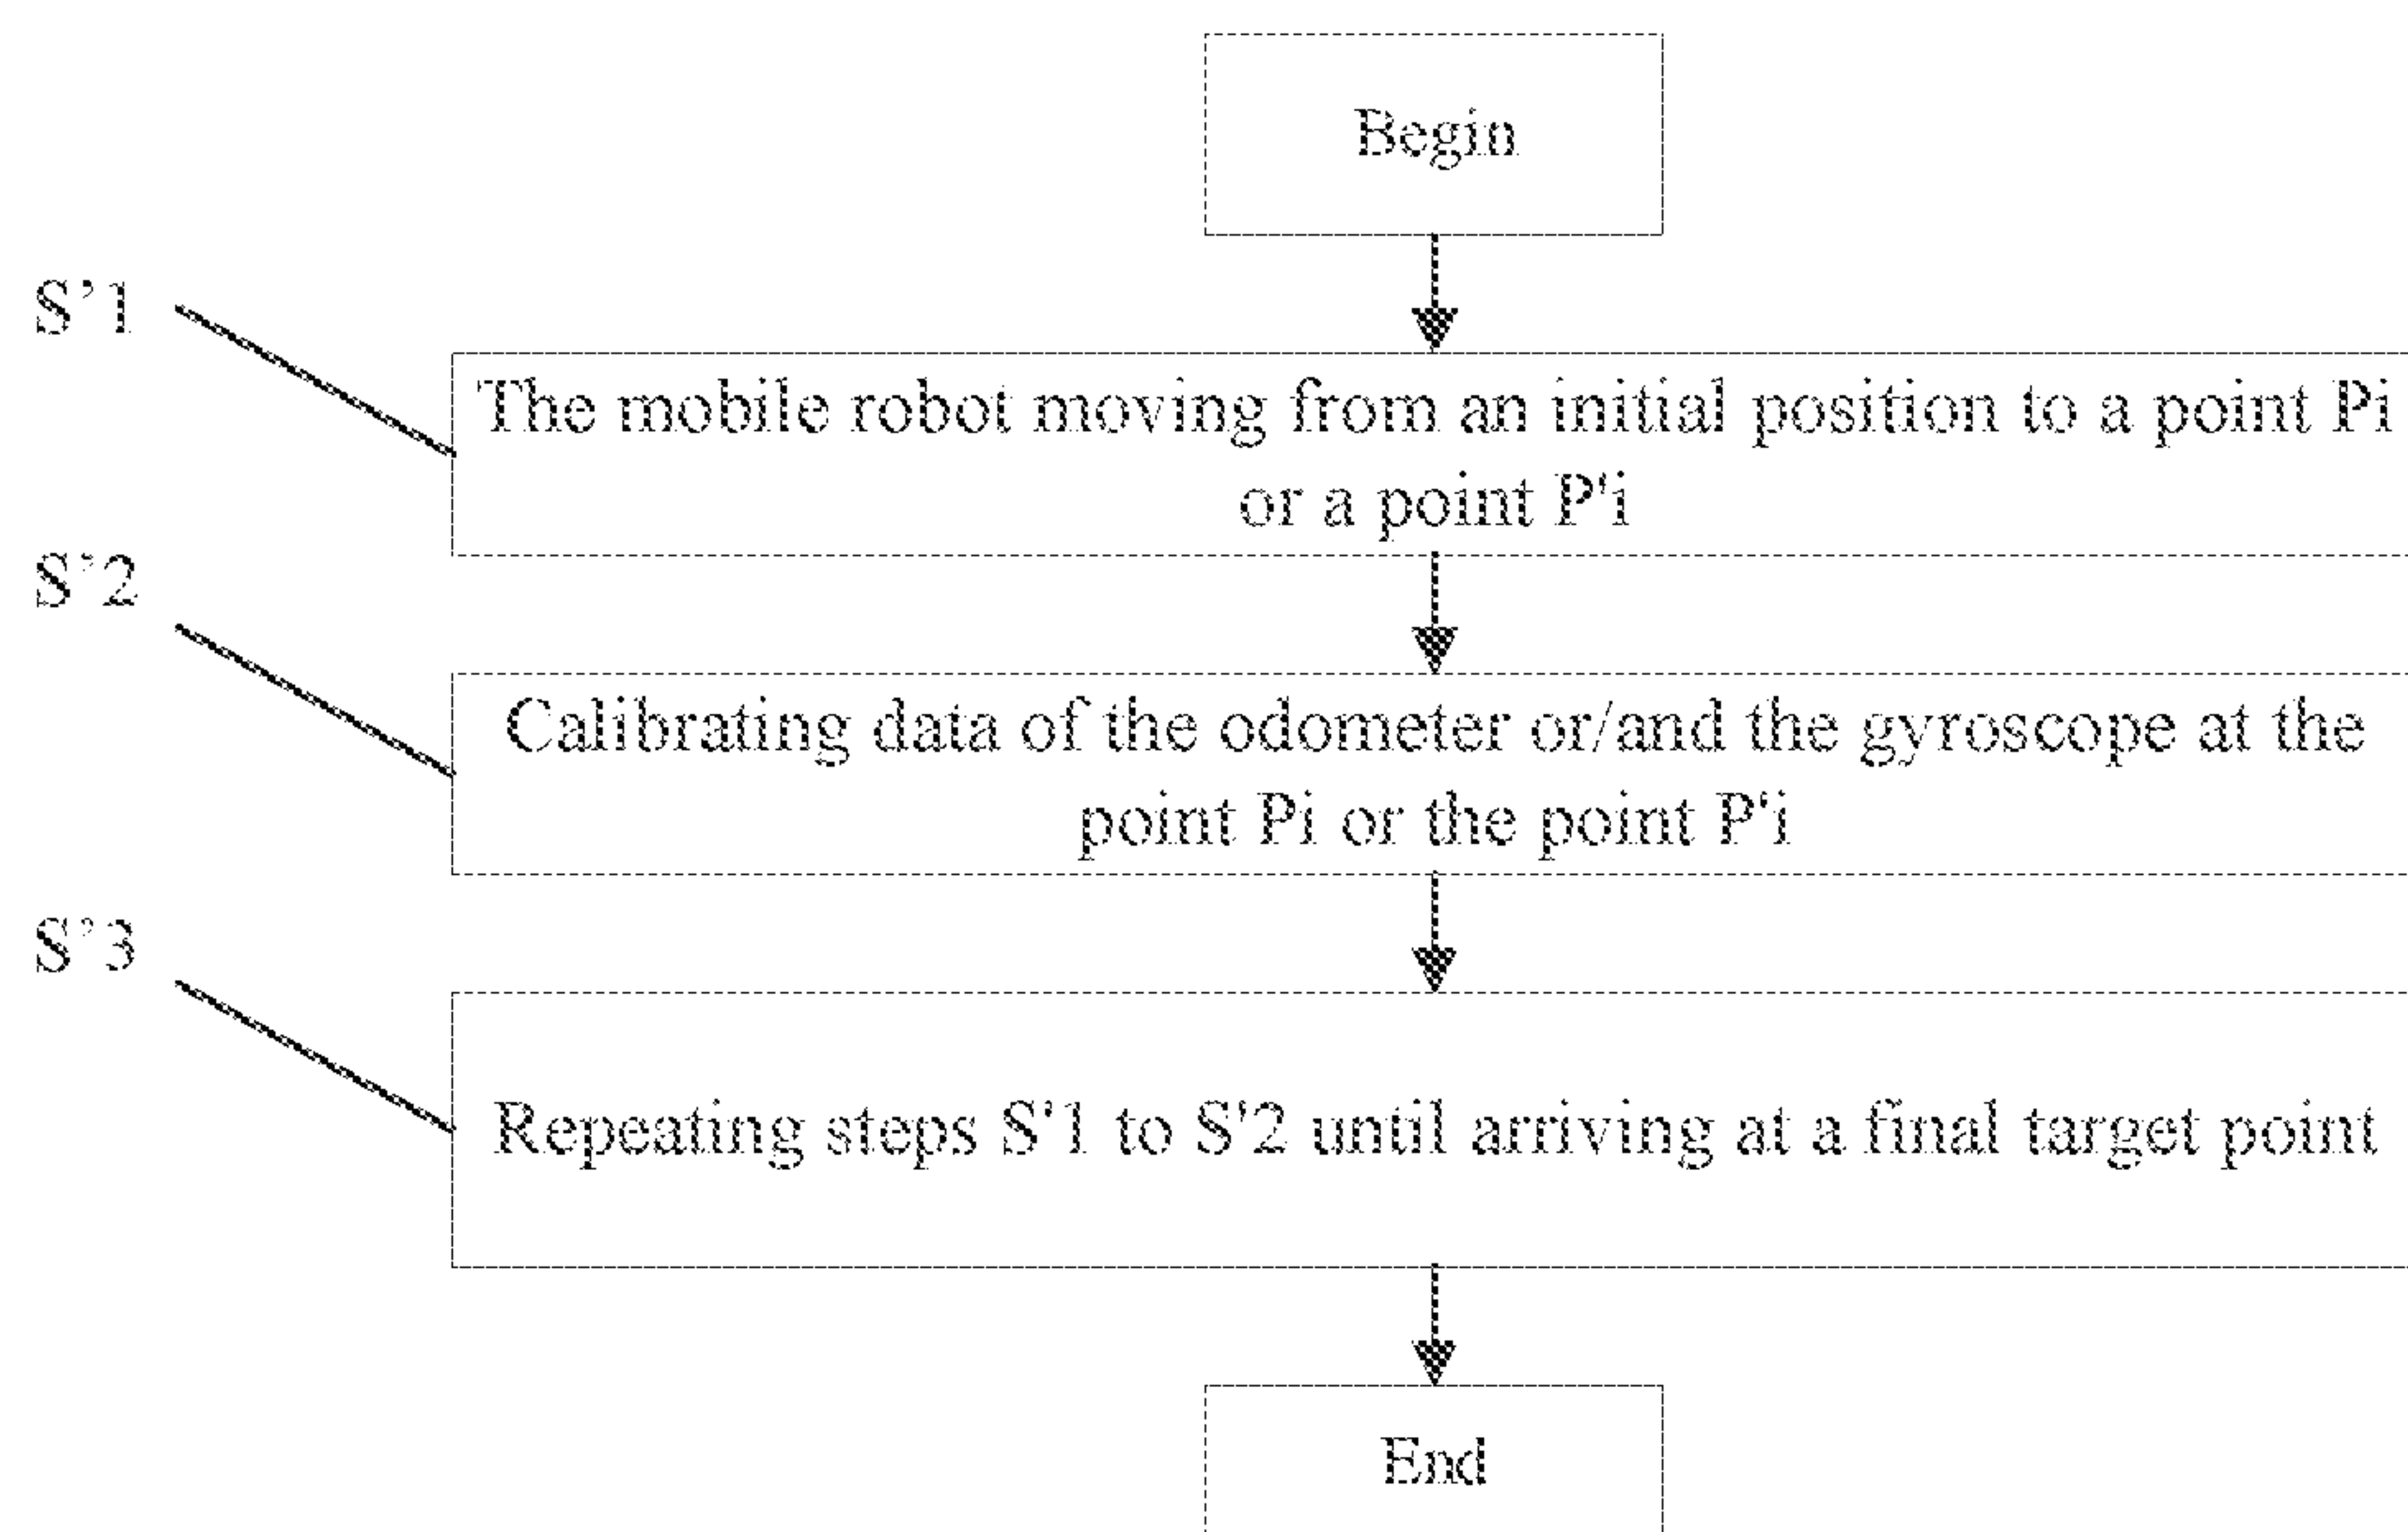 Begin
S’1
The mobile robot moving from an initial position to a point Pi
or a point P'i
S’2
Calibrating data of the odometer or/and the gyroscope at the
point Pi or the point P'i
S’3
Repeating steps S'1 to S'2 until arriving at a final target point
End